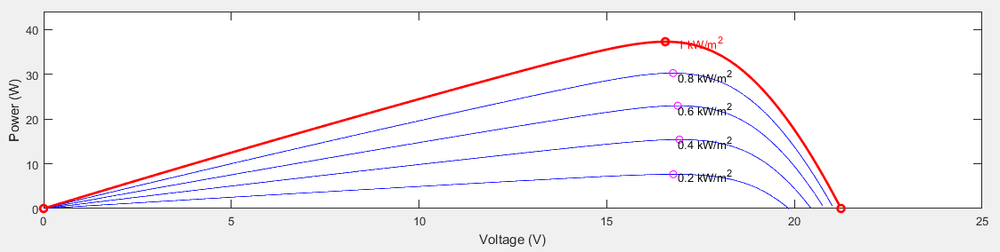 40
30
20
10
0
Power (W)
1 kW/m2
0.8 kW/m2
0.6 kW/m2
0.4 kW/m2
0.2 kW/m2
0 5 10 15 20 25
Voltage (V)